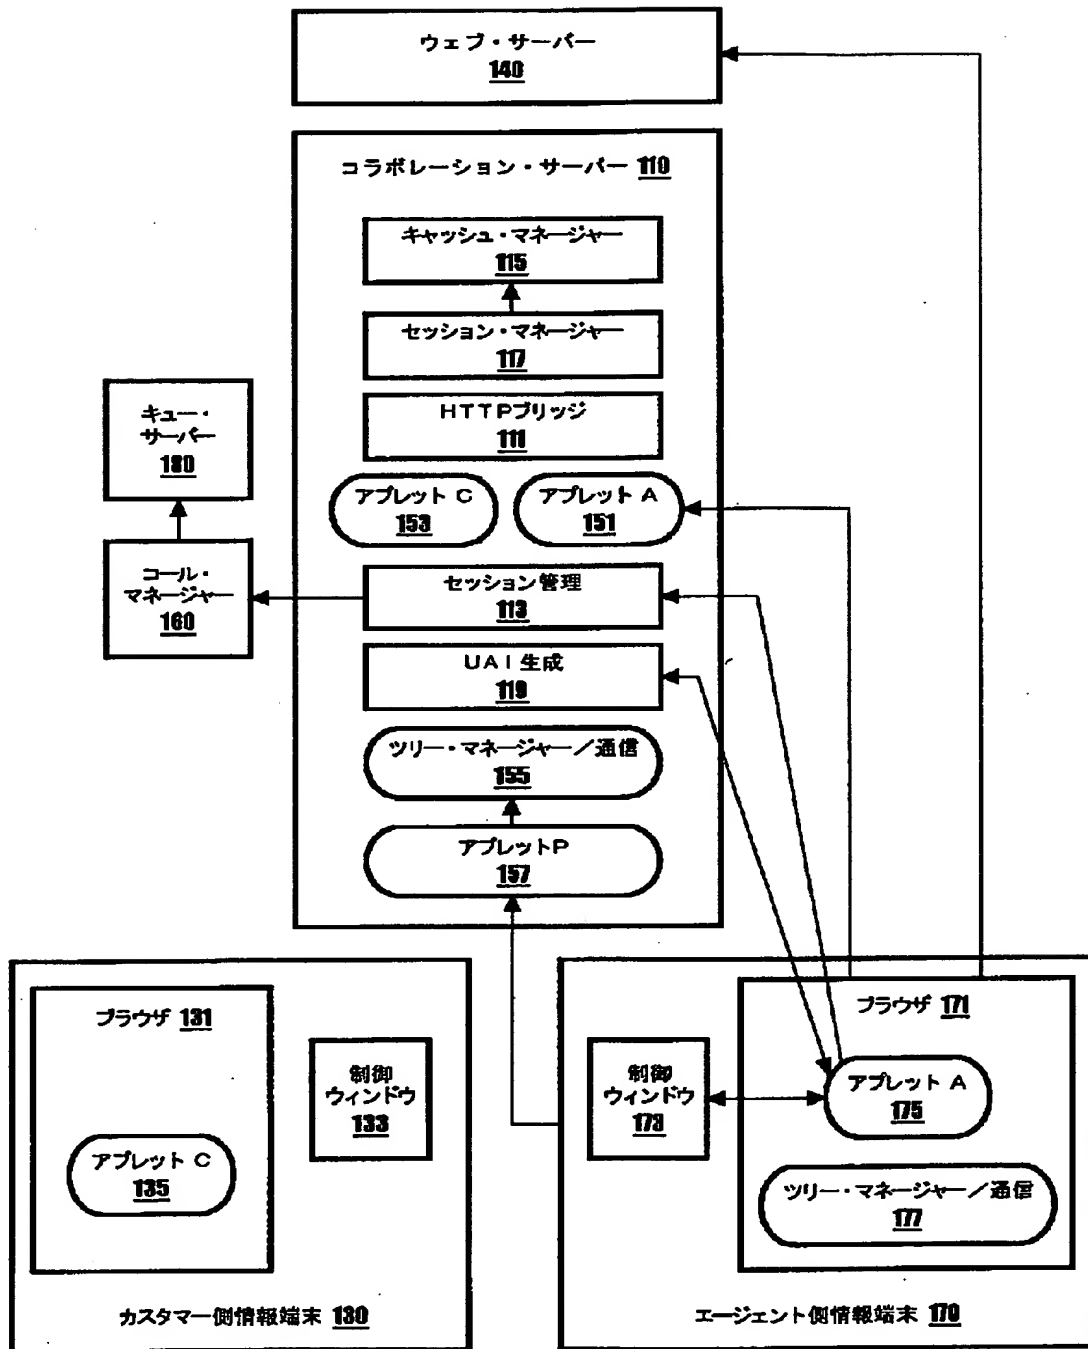 ウェブ・サーバー
140
コラボレーション・サーバー 110
キャッシュ・マネージャー
115
セッション・マネージャー
117
HTTPブリッジ
111
アプレット C
153
アプレット A
151
キュー・
サーバー
180
コール・
マネージャー
160
セッション管理
113
UAI生成
119
ツリー・マネージャー/通信
155
アプレットP
157
ブラウザ 131
制御
ウィンドウ
133
アプレット C
135
カスタマー側情報端末 130
ブラウザ 171
制御
ウィンドウ
173
アプレット A
175
ツリー・マネージャー/通信
177
エージェント側情報端末 170